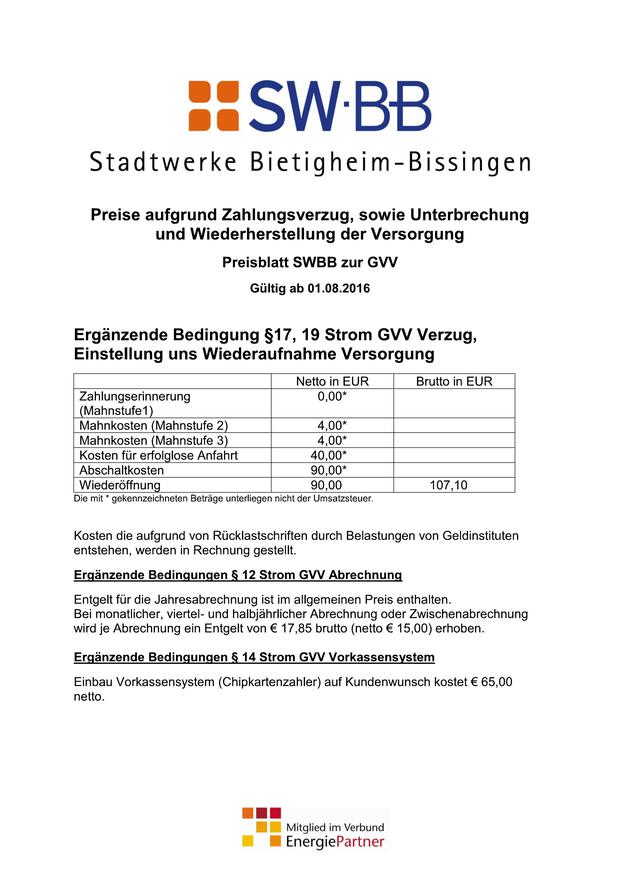 SW·BB
Stadtwerke Bietigheim-Bissingen
Preise aufgrund Zahlungsverzug, sowie Unterbrechung
und Wiederherstellung der Versorgung
Preisblatt SWBB zur GVV
Gültig ab 01.08.2016
Ergänzende Bedingung §17, 19 Strom GVV Verzug,
Einstellung uns Wiederaufnahme Versorgung
Netto in EUR Brutto in EUR
Zahlungserinnerung 0,00*
(Mahnstufe1)
Mahnkosten (Mahnstufe 2) 4,00*
Mahnkosten (Mahnstufe 3) 4,00*
Kosten für erfolglose Anfahrt 40,00*
Abschaltkosten 90,00*
Wiederöffnung 90,00 107,10
Die mit * gekennzeichneten Beträge unterliegen nicht der Umsatzsteuer.
Kosten die aufgrund von Rücklastschriften durch Belastungen von Geldinstituten
entstehen, werden in Rechnung gestellt.
Ergänzende Bedingungen § 12 Strom GVV Abrechnung
Entgelt für die Jahresabrechnung ist im allgemeinen Preis enthalten.
Bei monatlicher, viertel- und halbjährlicher Abrechnung oder Zwischenabrechnung
wird je Abrechnung ein Entgelt von € 17,85 brutto (netto € 15,00) erhoben.
Ergänzende Bedingungen § 14 Strom GVV Vorkassensystem
Einbau Vorkassensystem (Chipkartenzahler) auf Kundenwunsch kostet € 65,00
netto.
Mitglied im Verbund
EnergiePartner